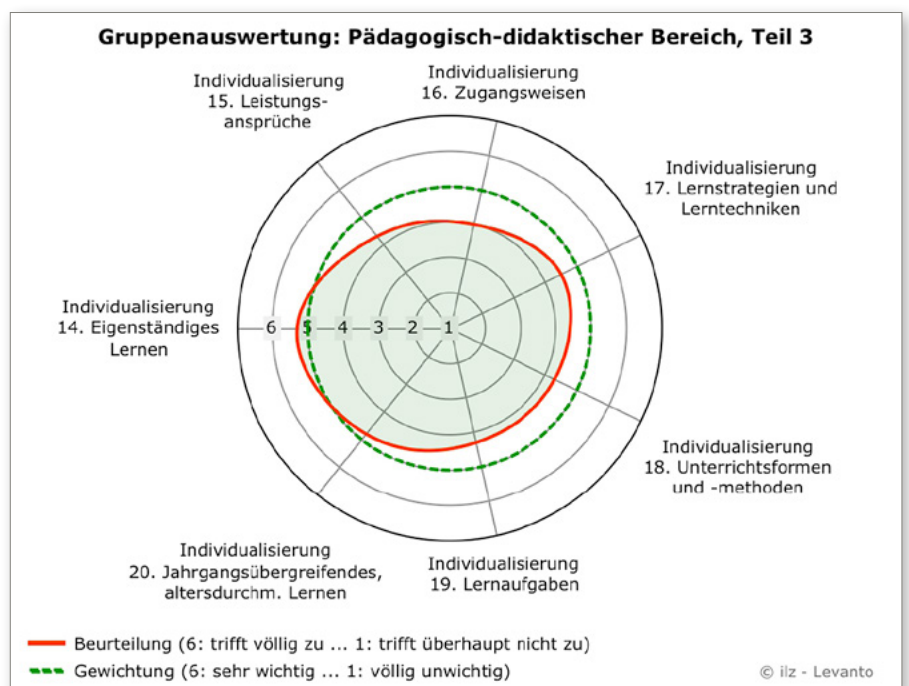 Gruppenauswertung: Pädagogisch-didaktischer Bereich, Teil 3
Individualisierung
15. Leistungs-
ansprüche
Individualisierung
16. Zugangsweisen
Individualisierung
17. Lernstrategien und
Lerntechniken
Individualisierung
14. Eigenständiges
Lernen
6 5 4 3 2 1
Individualisierung
18. Unterrichtsformen
und -methoden
Individualisierung
19. Lernaufgaben
Individualisierung
20. Jahrgangsübergreifendes,
altersdurchm. Lernen
Beurteilung (6: trifft völlig zu ... 1: trifft überhaupt nicht zu)
Gewichtung (6: sehr wichtig ... 1: völlig unwichtig)
© ilz - Levanto